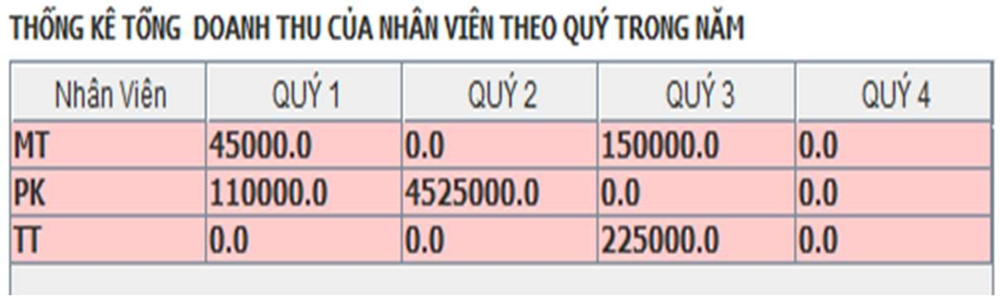 THỐNG KÊ TỔNG DOANH THU CỦA NHÂN VIÊN THEO QUÝ TRONG NĂM
Nhân Viên QUÝ 1 QUÝ 2 QUÝ 3 QUÝ 4
MT 45000.0 0.0 150000.0 0.0
PK 110000.0 4525000.0 0.0 0.0
TT 0.0 0.0 225000.0 0.0